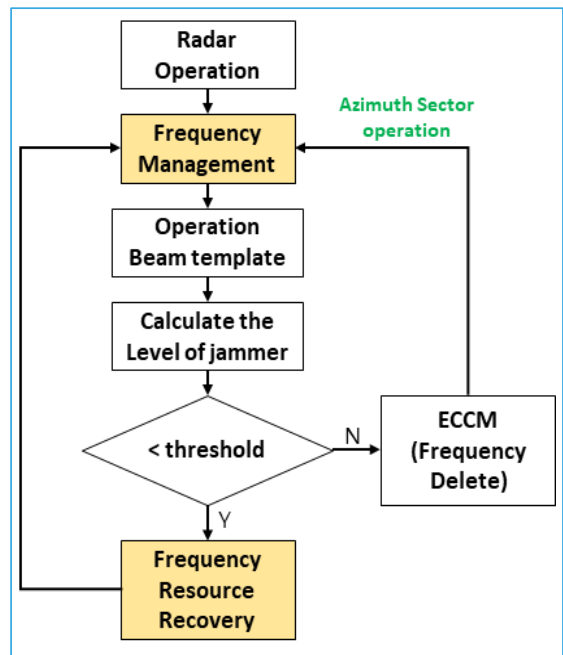 Radar
Operation
Azimuth Sector
operation
Frequency
Management
Operation
Beam template
Calculate the
Level of jammer
< threshold
N
ECCM
(Frequency
Delete)
Y
Frequency
Resource
Recovery